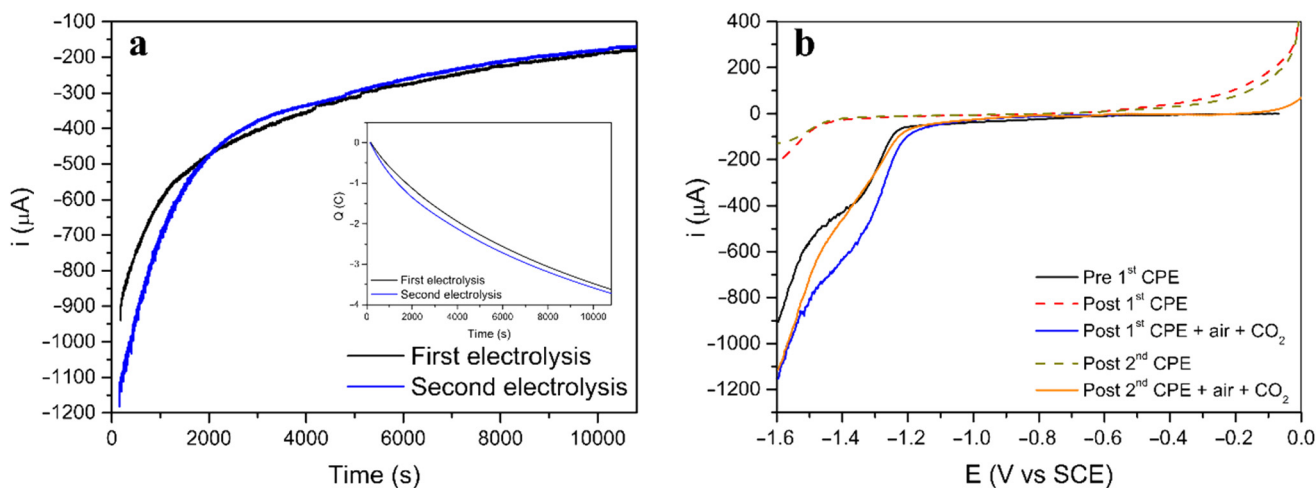 a
−100
−200
−300
−400
−500
−600
−700
−800
−900
−1000
−1100
−1200
i (µA)
0 2000 4000 6000 8000 10000
Time (s)
First electrolysis
Second electrolysis
0
−1
−2
−3
−4
Q (C)
0 2000 4000 6000 8000 10000
Time (s)
First electrolysis
Second electrolysis
b
400
200
0
−200
−400
−600
−800
−1000
−1200
i (µA)
−1.6 −1.4 −1.2 −1.0 −0.8 −0.6 −0.4 −0.2 0.0
E (V vs SCE)
Pre 1st CPE
Post 1st CPE
Post 1st CPE + air + CO₂
Post 2nd CPE
Post 2nd CPE + air + CO₂